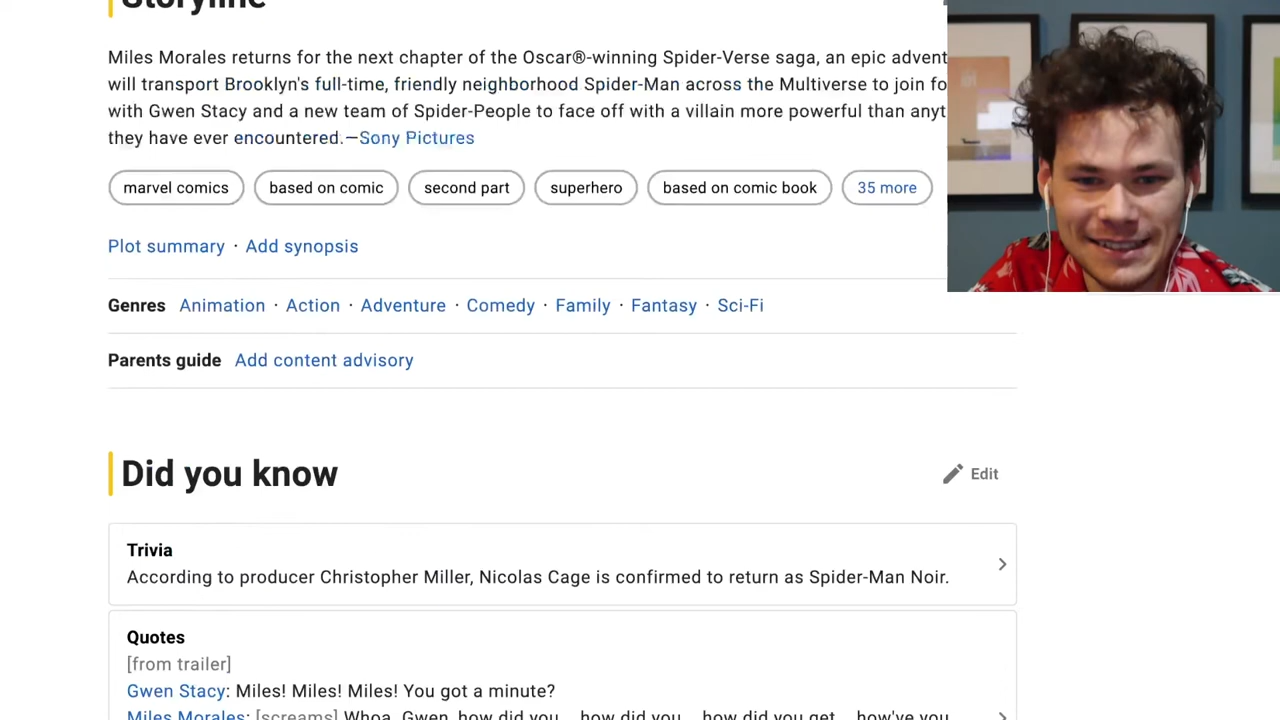 Storyline
Miles Morales returns for the next chapter of the Oscar®-winning Spider-Verse saga, an epic
will transport Brooklyn's full-time, friendly neighborhood Spider-Man across the Multiverse to join
with Gwen Stacy and a new team of Spider-People to face off with a villain more powerful than
they have ever encountered.—Sony Pictures
marvel comics based on comic second part superhero based on comic book 35 more
Plot summary · Add synopsis
Genres Animation · Action · Adventure · Comedy · Family · Fantasy · Sci-Fi
Parents guide Add content advisory
Did you know
Edit
Trivia
According to producer Christopher Miller, Nicolas Cage is confirmed to return as Spider-Man Noir.
Quotes
[from trailer]
Gwen Stacy: Miles! Miles! Miles! You got a minute?
Miles Morales: [screams] Whoa, Gwen, how did you... how did you... how did you get... how've you